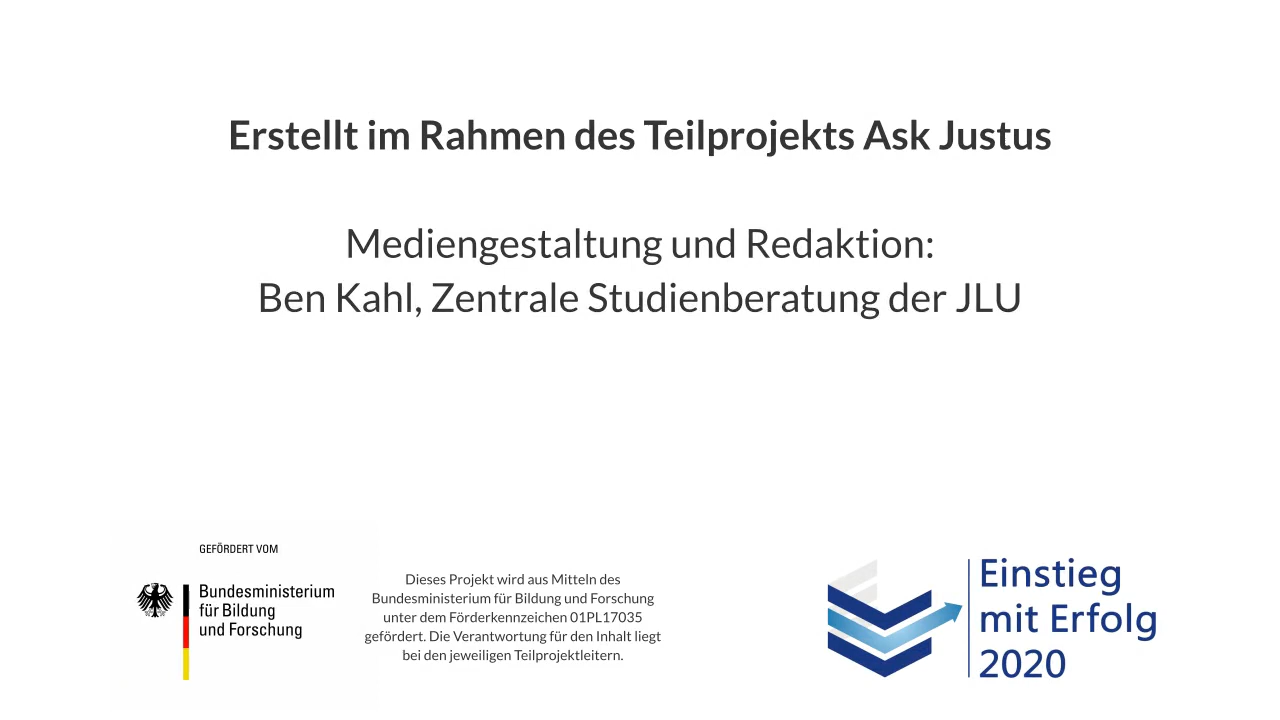 Erstellt im Rahmen des Teilprojekts Ask Justus
Mediengestaltung und Redaktion:
Ben Kahl, Zentrale Studienberatung der JLU
GEFÖRDERT VOM
Bundesministerium
für Bildung
und Forschung
Dieses Projekt wird aus Mitteln des
Bundesministerium für Bildung und Forschung
unter dem Förderkennzeichen 01PL17035
gefördert. Die Verantwortung für den Inhalt liegt
bei den jeweiligen Teilprojektleitern.
Einstieg
mit Erfolg
2020